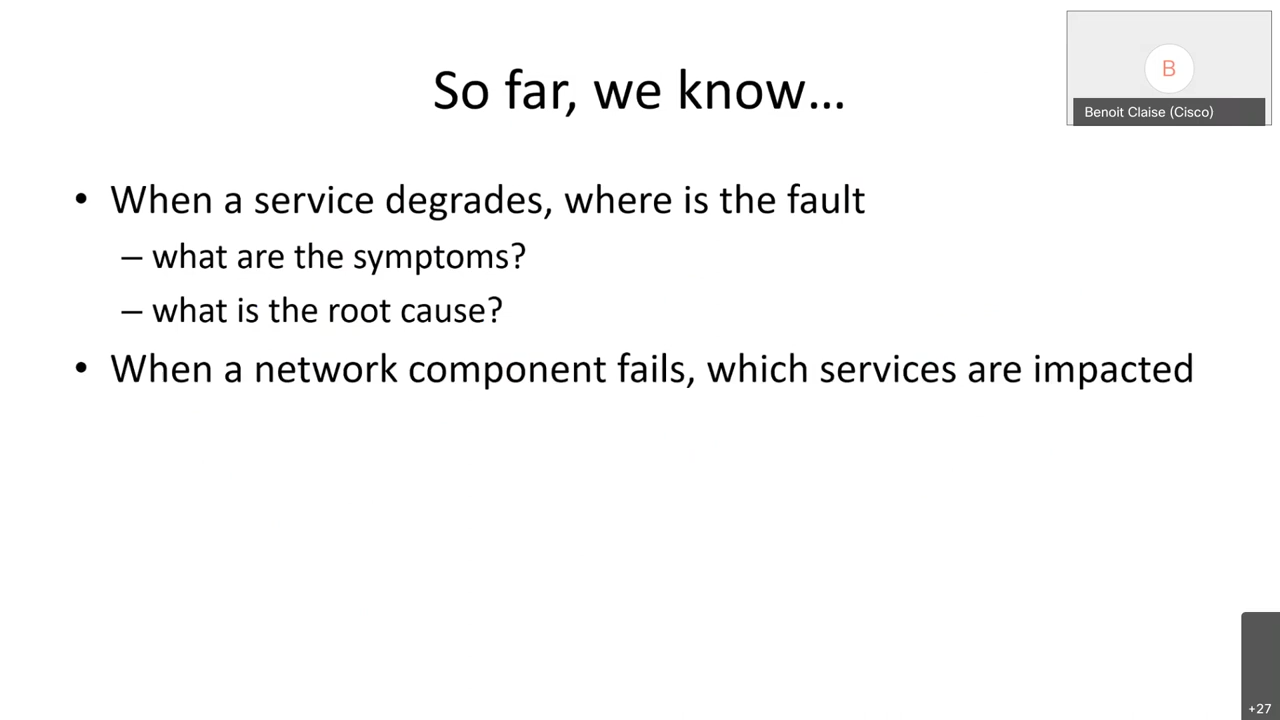 So far, we know...
B
Benoit Claise (Cisco)
• When a service degrades, where is the fault
– what are the symptoms?
– what is the root cause?
• When a network component fails, which services are impacted
+27